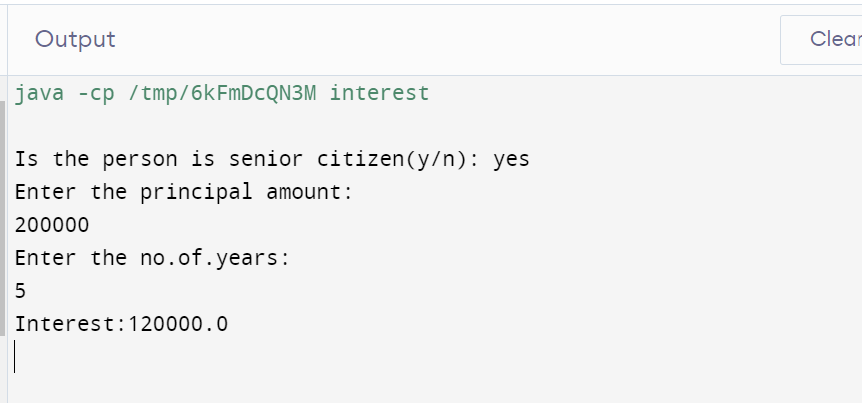 Output
Clear
java -cp /tmp/6kFmDcQN3M interest
Is the person is senior citizen(y/n): yes
Enter the principal amount:
200000
Enter the no.of.years:
5
Interest:120000.0